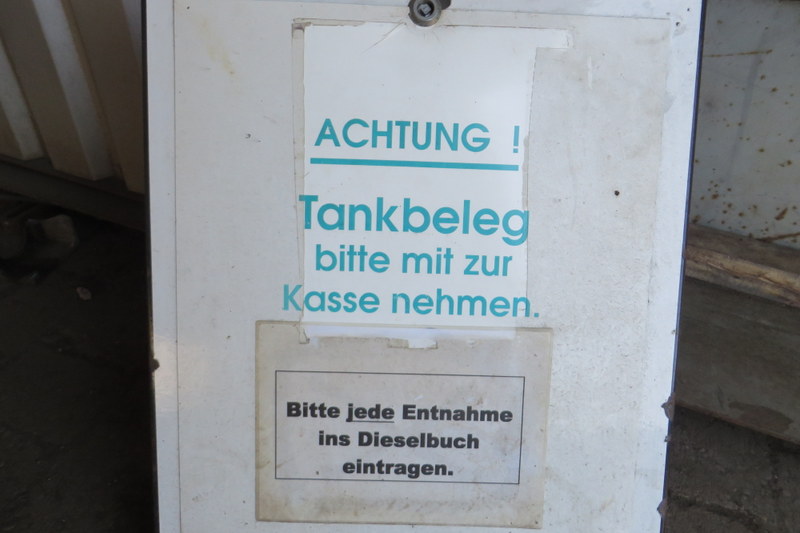 ACHTUNG !
Tankbeleg
bitte mit zur
Kasse nehmen.
Bitte jede Entnahme
ins Dieselbuch
eintragen.